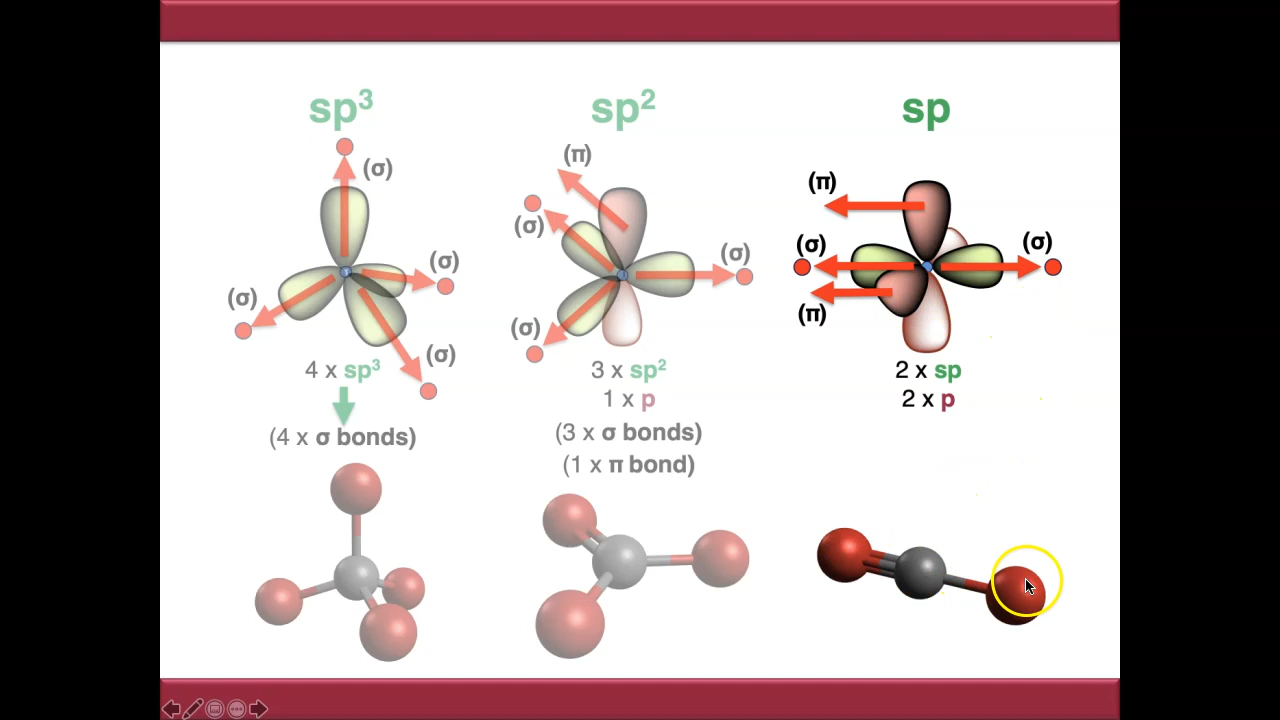 sp³
sp²
sp
(σ)
(σ)
(σ)
(σ)
4 x sp³
(4 x σ bonds)
(π)
(σ)
(σ)
(σ)
3 x sp²
1 x p
(3 x σ bonds)
(1 x π bond)
(π)
(σ)
(σ)
(π)
2 x sp
2 x p